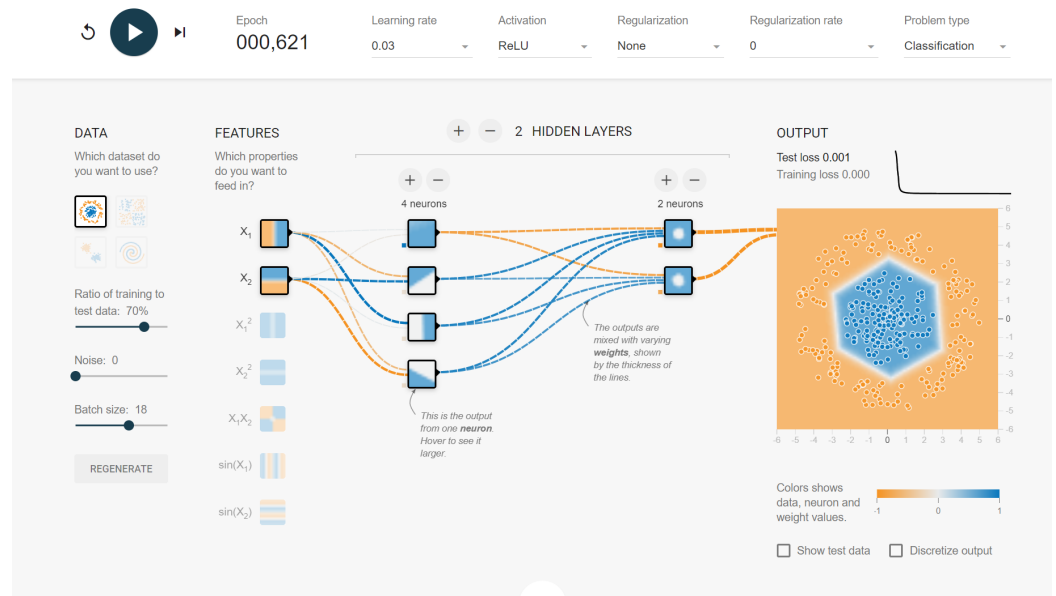 Epoch
000,621
Learning rate
0.03
Activation
ReLU
Regularization
None
Regularization rate
0
Problem type
Classification
DATA
Which dataset do
you want to use?
Ratio of training to
test data: 70%
Noise: 0
Batch size: 18
REGENERATE
FEATURES
Which properties
do you want to
feed in?
X₁
X₂
X₁²
X₂²
X₁X₂
sin(X₁)
sin(X₂)
+ − 2 HIDDEN LAYERS
+ −
4 neurons
+ −
2 neurons
This is the output
from one neuron.
Hover to see it
larger.
The outputs are
mixed with varying
weights, shown
by the thickness of
the lines.
OUTPUT
Test loss 0.001
Training loss 0.000
6
5
4
3
2
1
0
-1
-2
-3
-4
-5
-6
-6 -5 -4 -3 -2 -1 0 1 2 3 4 5 6
Colors shows
data, neuron and
weight values.
-1 0 1
Show test data
Discretize output